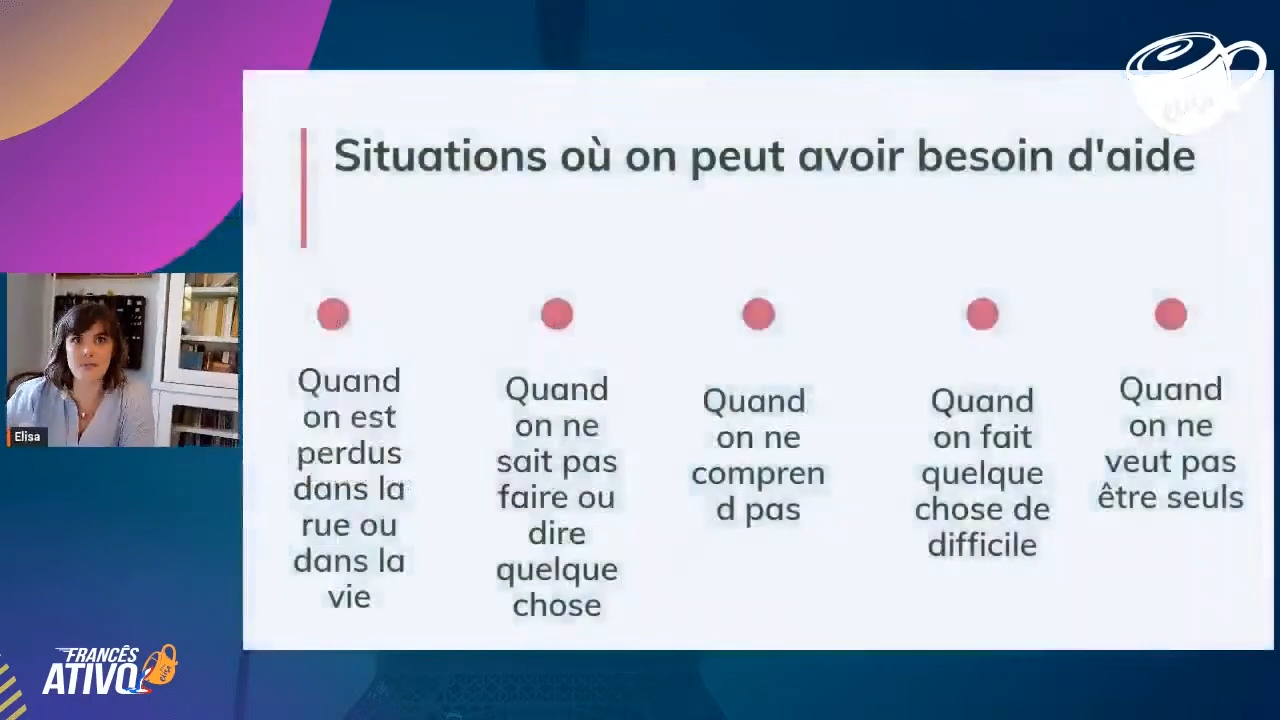 Situations où on peut avoir besoin d'aide
Quand
on est
perdus
dans la
rue ou
dans la
vie
Quand
on ne
sait pas
faire ou
dire
quelque
chose
Quand
on ne
compren
d pas
Quand
on fait
quelque
chose de
difficile
Quand
on ne
veut pas
être seuls
Elisa
FRANCÊS
ATIVO
elisa